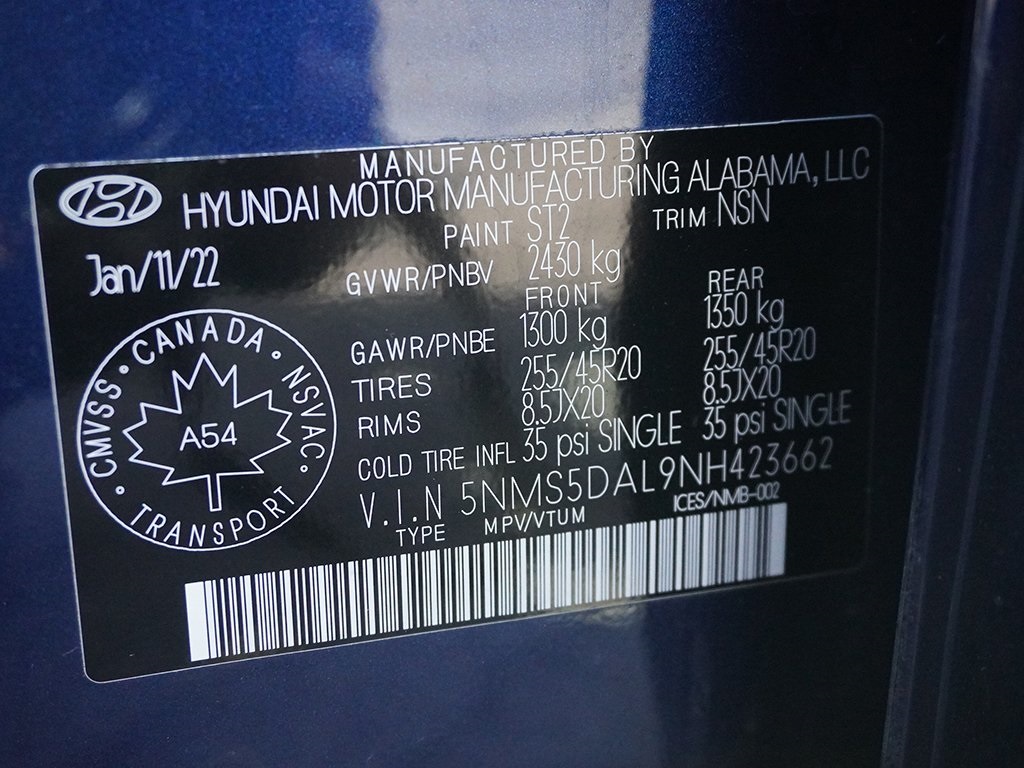 MANUFACTURED BY
HYUNDAI MOTOR MANUFACTURING ALABAMA, LLC
PAINT ST2 TRIM NSN
Jan/11/22
GVWR/PNBV 2430 kg
FRONT REAR
GAWR/PNBE 1300 kg 1350 kg
TIRES 255/45R20 255/45R20
RIMS 8.5JX20 8.5JX20
COLD TIRE INFL 35 psi SINGLE 35 psi SINGLE
V.I.N 5NMS5DAL9NH423662
TYPE MPV/VTUM ICES/NMB-002
CANADA • NSVAC • TRANSPORT • CMVSS •
A54